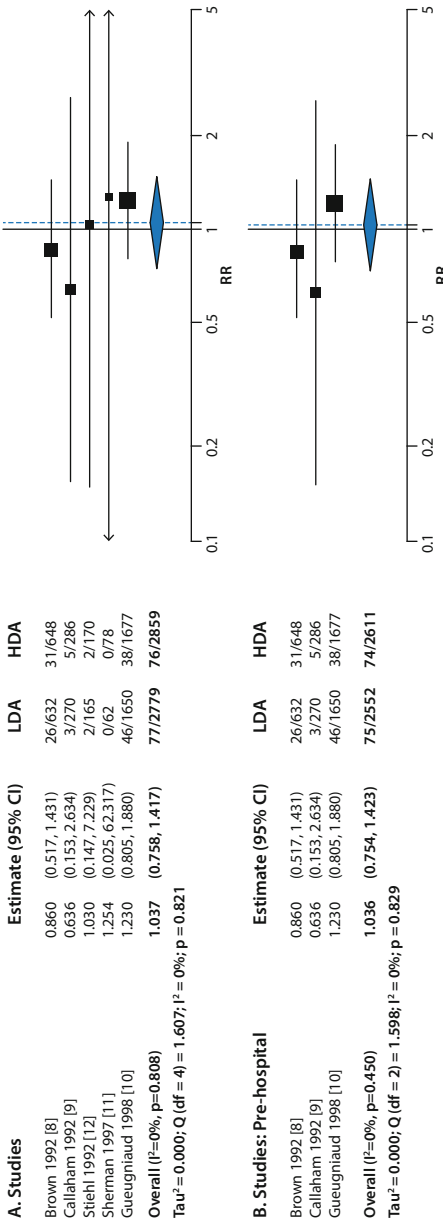 A. Studies Estimate (95% CI) LDA HDA
Brown 1992 [8] 0.860 (0.517, 1.431) 26/632 31/648
Callaham 1992 [9] 0.636 (0.153, 2.634) 3/270 5/286
Stiehl 1992 [12] 1.030 (0.147, 7.229) 2/165 2/170
Sherman 1997 [11] 1.254 (0.025, 62.317) 0/62 0/78
Gueugniaud 1998 [10] 1.230 (0.805, 1.880) 46/1650 38/1677
Overall (I²=0%, p=0.808) 1.037 (0.758, 1.417) 77/2779 76/2859
Tau² = 0.000; Q (df = 4) = 1.607; I² = 0%; p = 0.821
0.1 0.2 0.5 1 2 5
RR
B. Studies: Pre-hospital Estimate (95% CI) LDA HDA
Brown 1992 [8] 0.860 (0.517, 1.431) 26/632 31/648
Callaham 1992 [9] 0.636 (0.153, 2.634) 3/270 5/286
Gueugniaud 1998 [10] 1.230 (0.805, 1.880) 46/1650 38/1677
Overall (I²=0%, p=0.450) 1.036 (0.754, 1.423) 75/2552 74/2611
Tau² = 0.000; Q (df = 2) = 1.598; I² = 0%; p = 0.829
0.1 0.2 0.5 1 2 5
RR